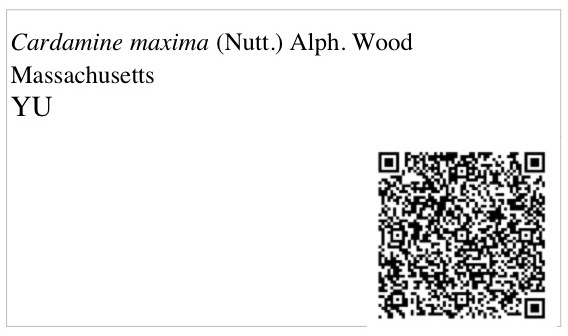 Cardamine maxima (Nutt.) Alph. Wood
Massachusetts
YU